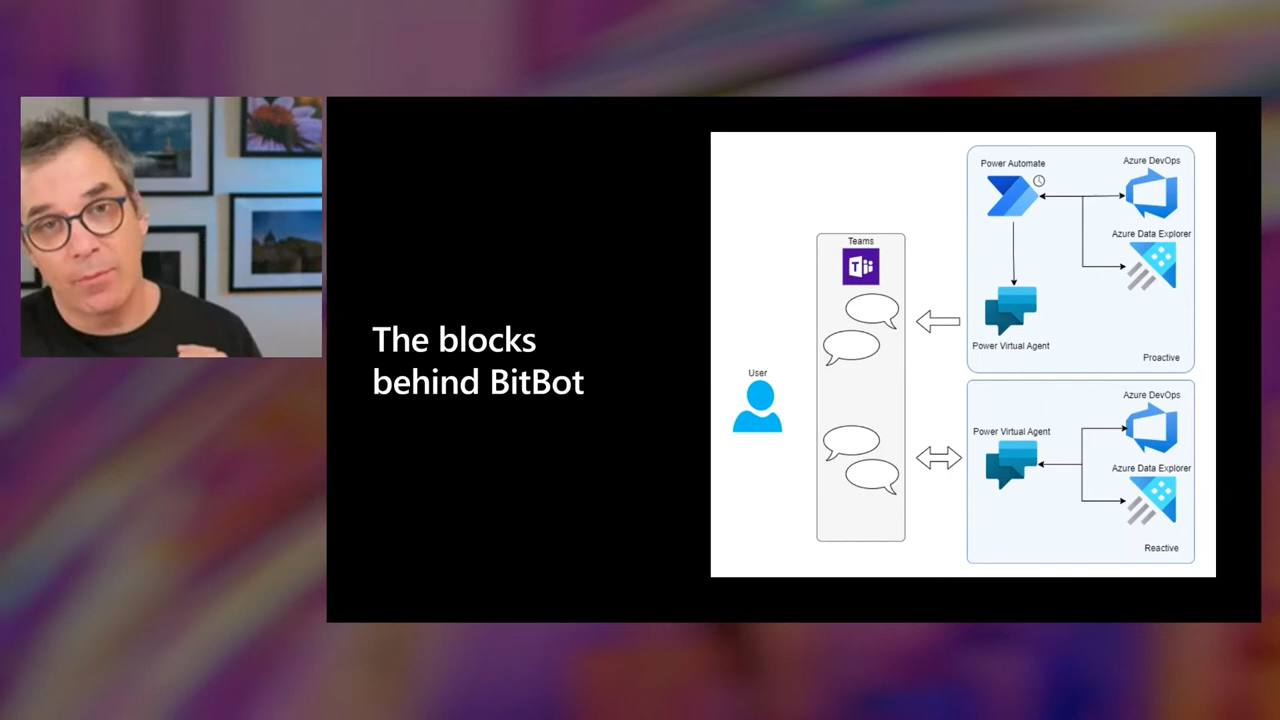 The blocks
behind BitBot
User
Teams
Power Automate
Azure DevOps
Azure Data Explorer
Power Virtual Agent
Proactive
Azure DevOps
Power Virtual Agent
Azure Data Explorer
Reactive